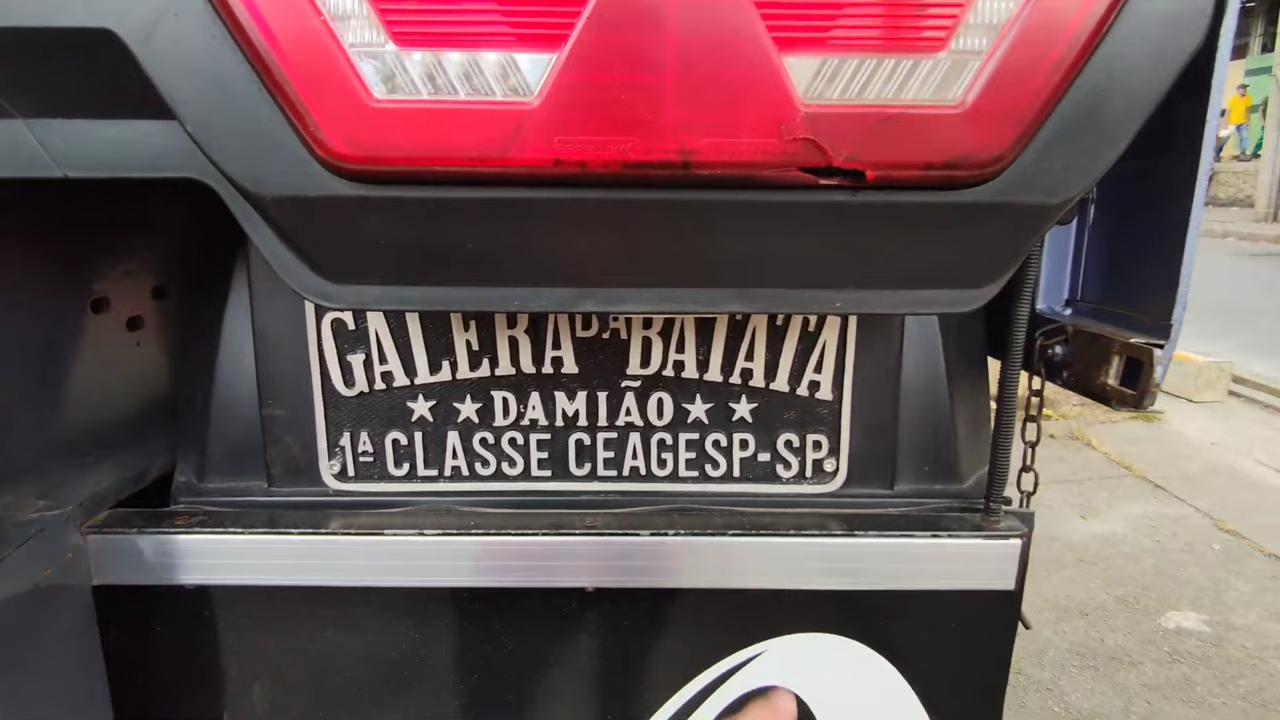 GALERA DA BATATA
★ ★ DAMIÃO ★ ★
1ª CLASSE CEAGESP-SP